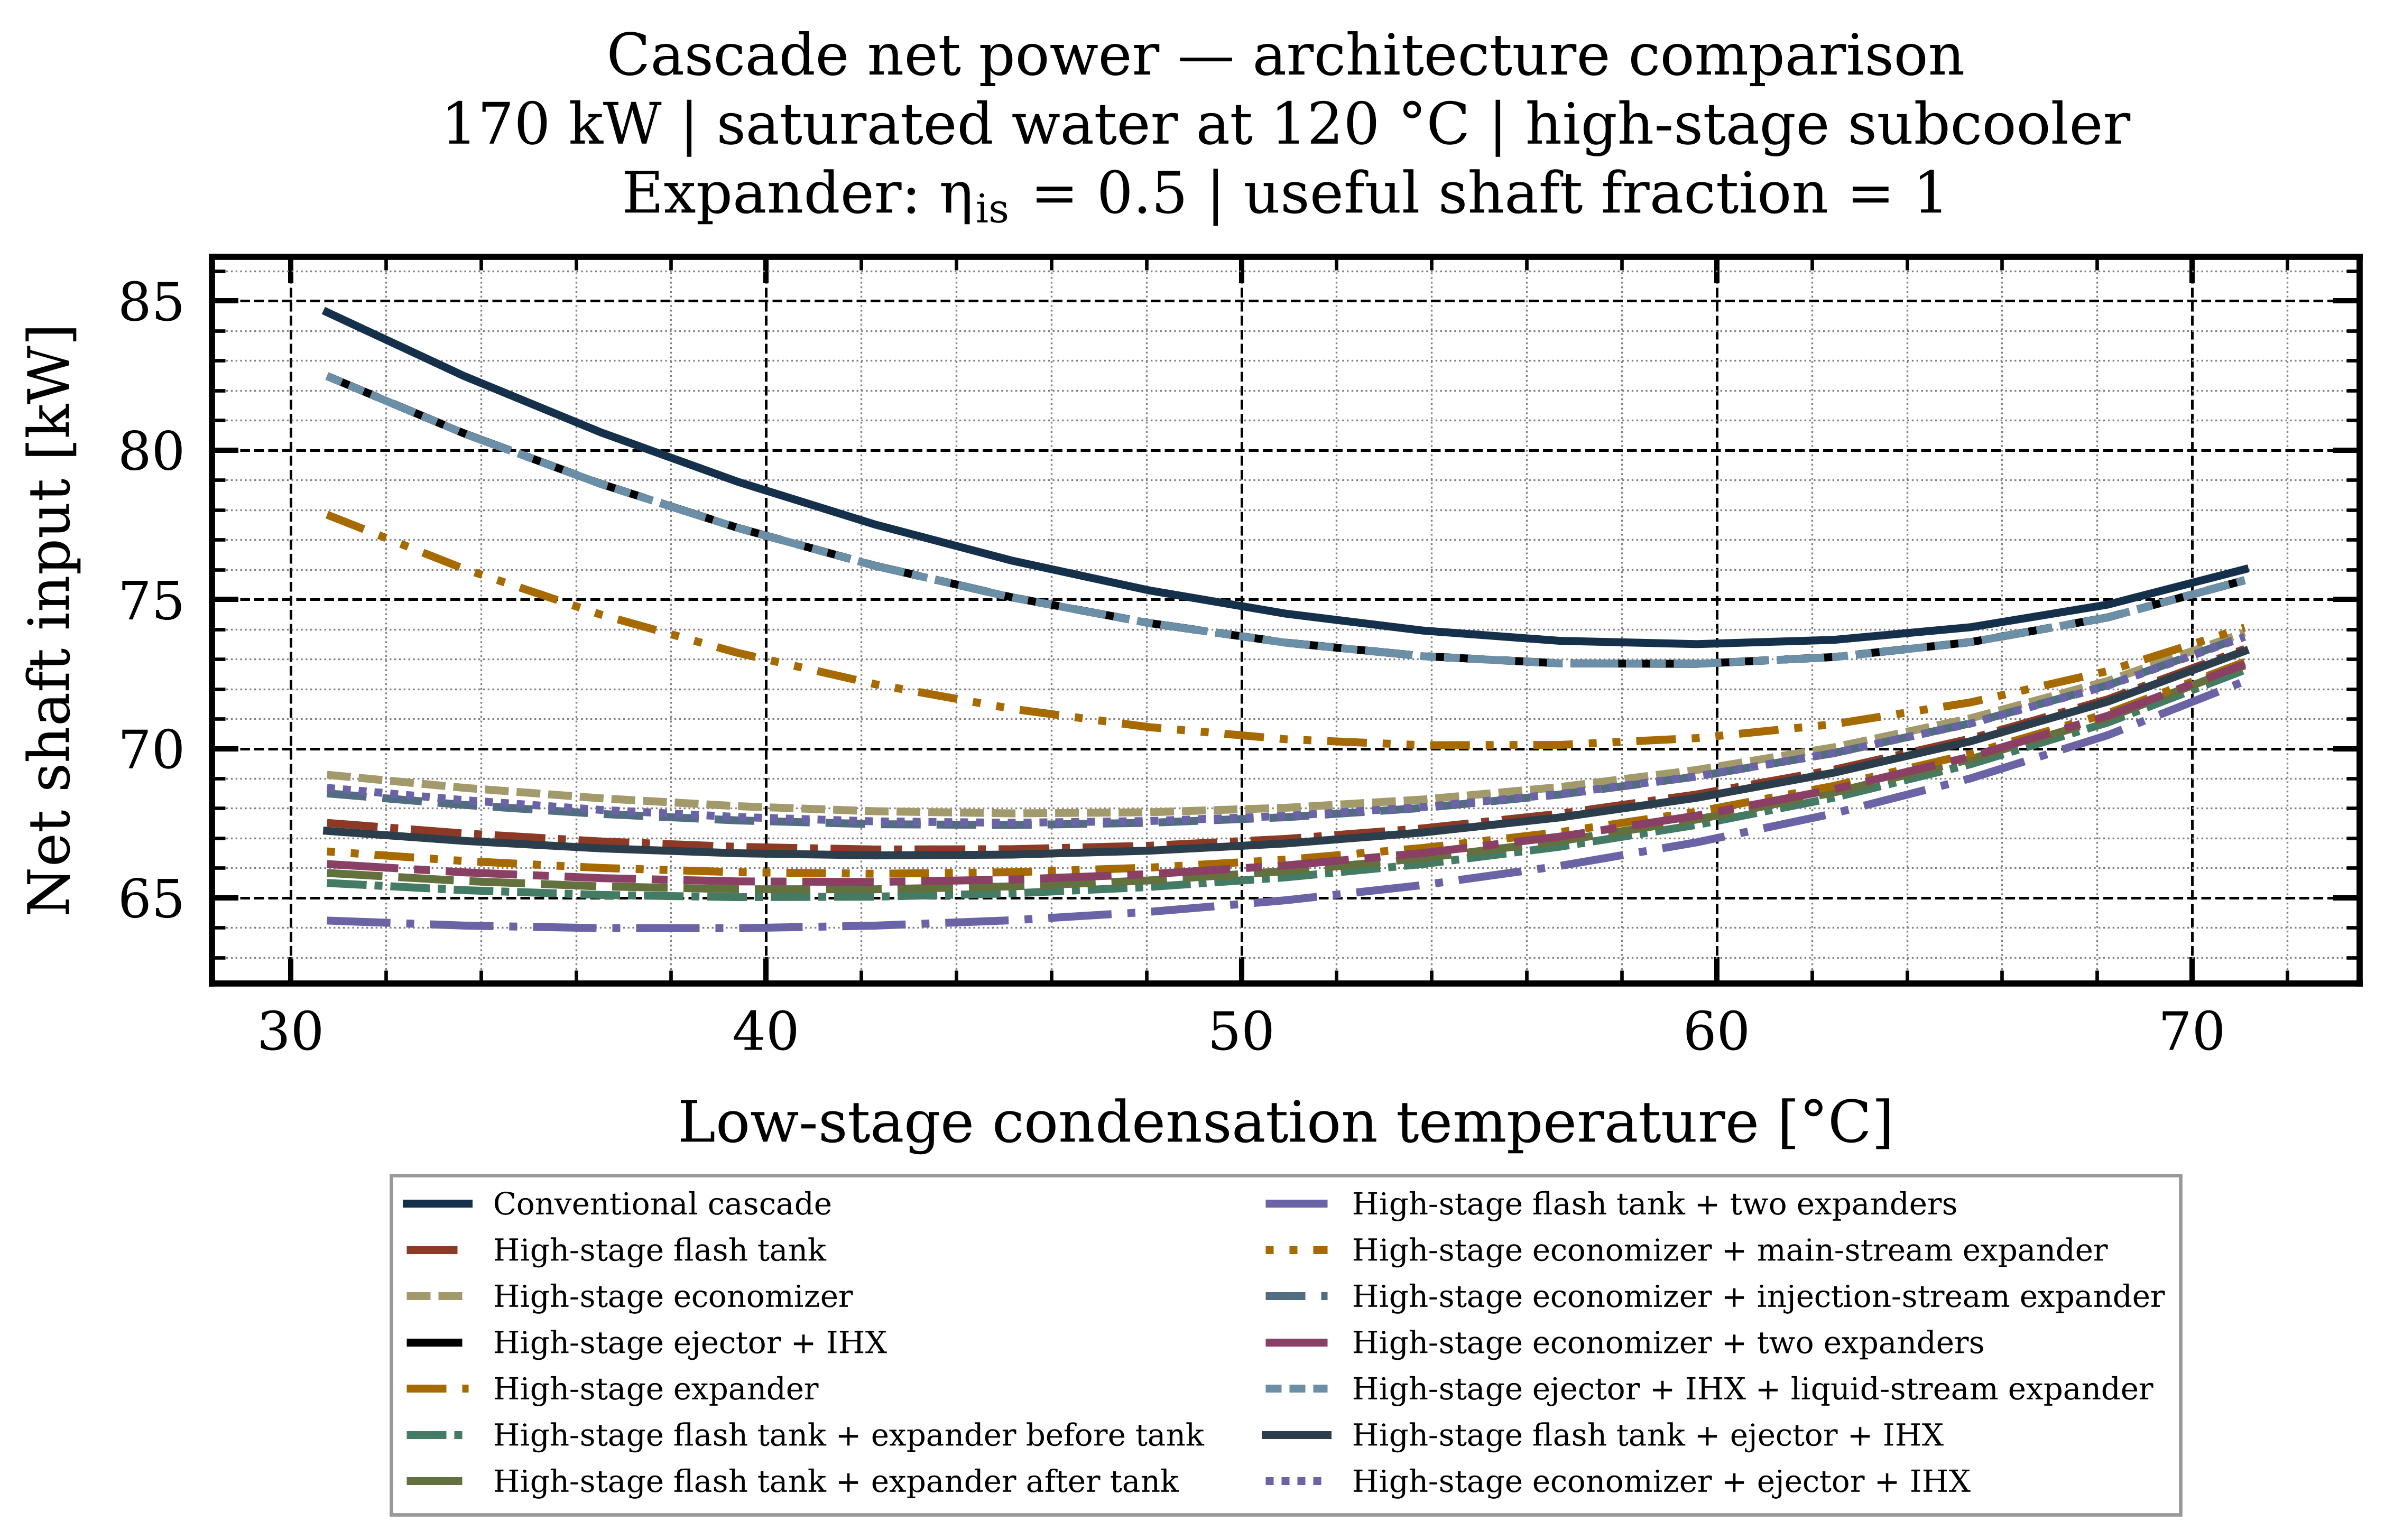 Cascade net power — architecture comparison
170 kW | saturated water at 120 °C | high-stage subcooler
Expander: ηis = 0.5 | useful shaft fraction = 1
Net shaft input [kW]
85
80
75
70
65
30 40 50 60 70
Low-stage condensation temperature [°C]
Conventional cascade
High-stage flash tank
High-stage economizer
High-stage ejector + IHX
High-stage expander
High-stage flash tank + expander before tank
High-stage flash tank + expander after tank
High-stage flash tank + two expanders
High-stage economizer + main-stream expander
High-stage economizer + injection-stream expander
High-stage economizer + two expanders
High-stage ejector + IHX + liquid-stream expander
High-stage flash tank + ejector + IHX
High-stage economizer + ejector + IHX